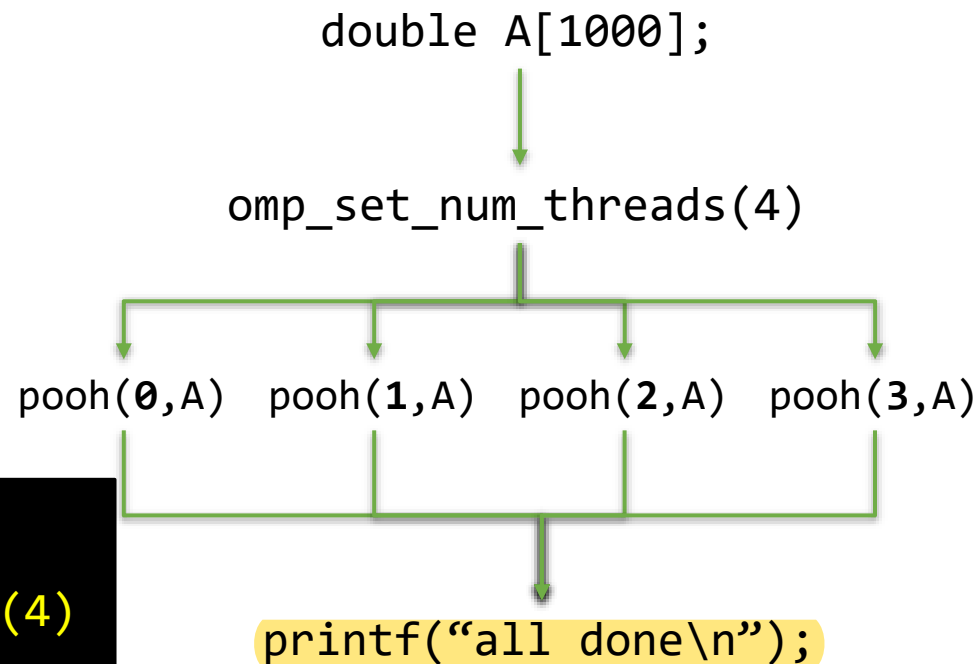 double A[1000];
omp_set_num_threads(4)
pooh(0,A) pooh(1,A) pooh(2,A) pooh(3,A)
(4)
printf(“all done\n”);